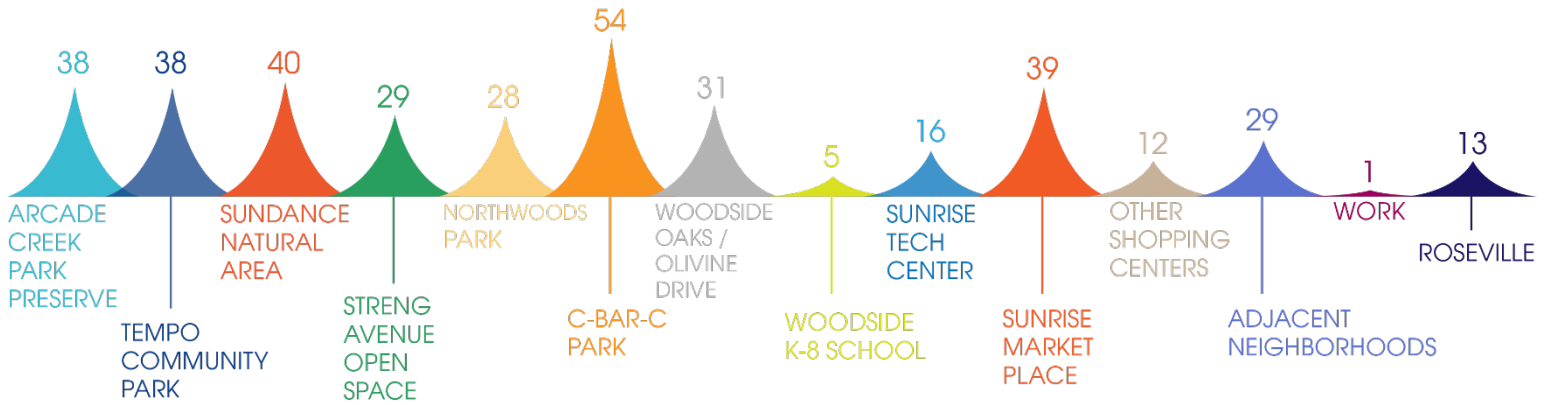 38
ARCADE
CREEK
PARK
PRESERVE
38
TEMPO
COMMUNITY
PARK
40
SUNDANCE
NATURAL
AREA
29
STRENG
AVENUE
OPEN
SPACE
28
NORTHWOODS
PARK
54
C-BAR-C
PARK
31
WOODSIDE
OAKS /
OLIVINE
DRIVE
5
WOODSIDE
K-8 SCHOOL
16
SUNRISE
TECH
CENTER
39
SUNRISE
MARKET
PLACE
12
OTHER
SHOPPING
CENTERS
29
ADJACENT
NEIGHBORHOODS
1
WORK
13
ROSEVILLE